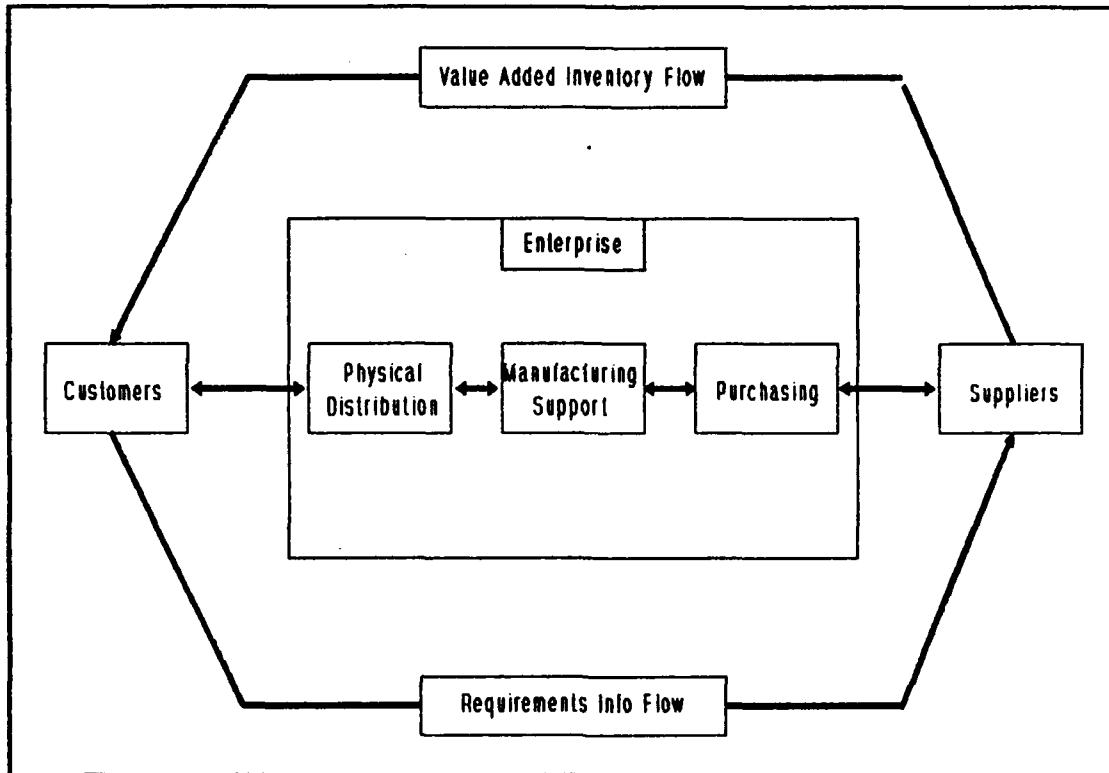 Value Added Inventory Flow
Enterprise
Customers
Physical
Distribution
Manufacturing
Support
Purchasing
Suppliers
Requirements Info Flow